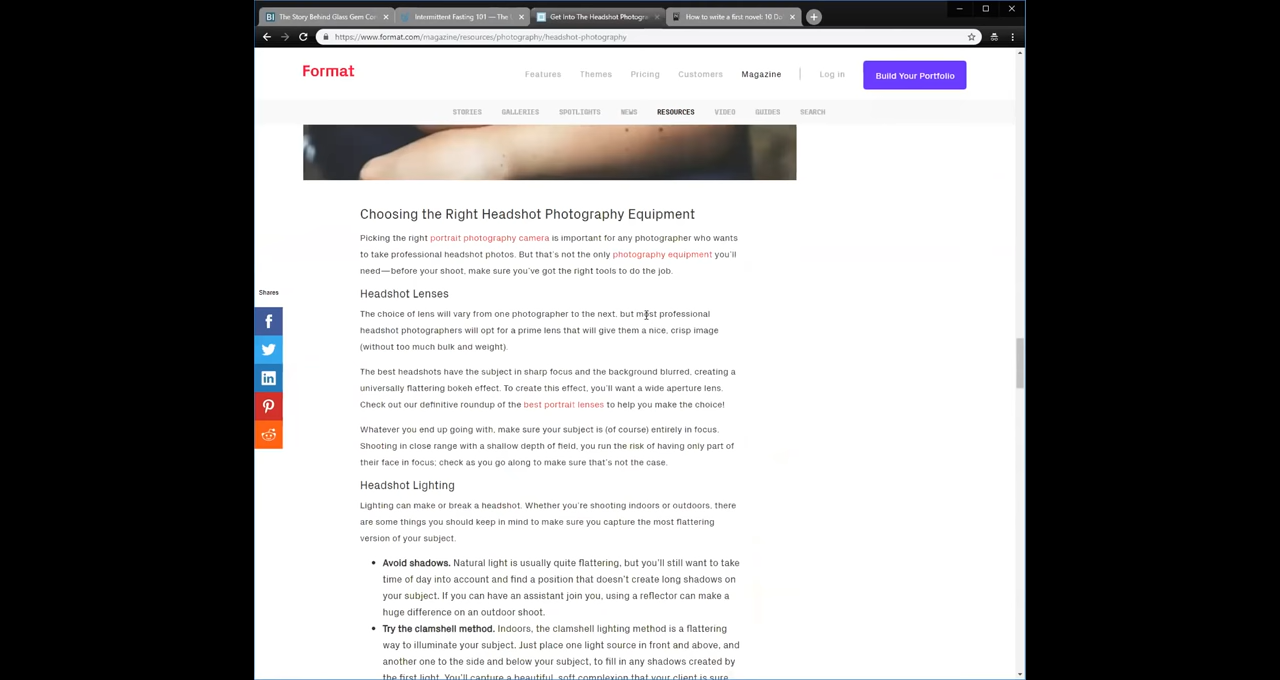 The Story Behind Glass Gem Co
Intermittent Fasting 101 — The
Get Into The Headshot Photogra
How to write a first novel: 10 Do
https://www.format.com/magazine/resources/photography/headshot-photography
Format
Features Themes Pricing Customers Magazine Log in Build Your Portfolio
STORIES GALLERIES SPOTLIGHTS NEWS RESOURCES VIDEO GUIDES SEARCH
Choosing the Right Headshot Photography Equipment
Picking the right portrait photography camera is important for any photographer who wants
to take professional headshot photos. But that's not the only photography equipment you'll
need—before your shoot, make sure you've got the right tools to do the job.
Shares
Headshot Lenses
The choice of lens will vary from one photographer to the next, but most professional
headshot photographers will opt for a prime lens that will give them a nice, crisp image
(without too much bulk and weight).
The best headshots have the subject in sharp focus and the background blurred, creating a
universally flattering bokeh effect. To create this effect, you'll want a wide aperture lens.
Check out our definitive roundup of the best portrait lenses to help you make the choice!
Whatever you end up going with, make sure your subject is (of course) entirely in focus.
Shooting in close range with a shallow depth of field, you run the risk of having only part of
their face in focus; check as you go along to make sure that's not the case.
Headshot Lighting
Lighting can make or break a headshot. Whether you're shooting indoors or outdoors, there
are some things you should keep in mind to make sure you capture the most flattering
version of your subject.
• Avoid shadows. Natural light is usually quite flattering, but you'll still want to take
time of day into account and find a position that doesn't create long shadows on
your subject. If you can have an assistant join you, using a reflector can make a
huge difference on an outdoor shoot.
• Try the clamshell method. Indoors, the clamshell lighting method is a flattering
way to illuminate your subject. Just place one light source in front and above, and
another one to the side and below your subject, to fill in any shadows created by
the first light. You'll capture a beautiful, soft complexion that your client is sure